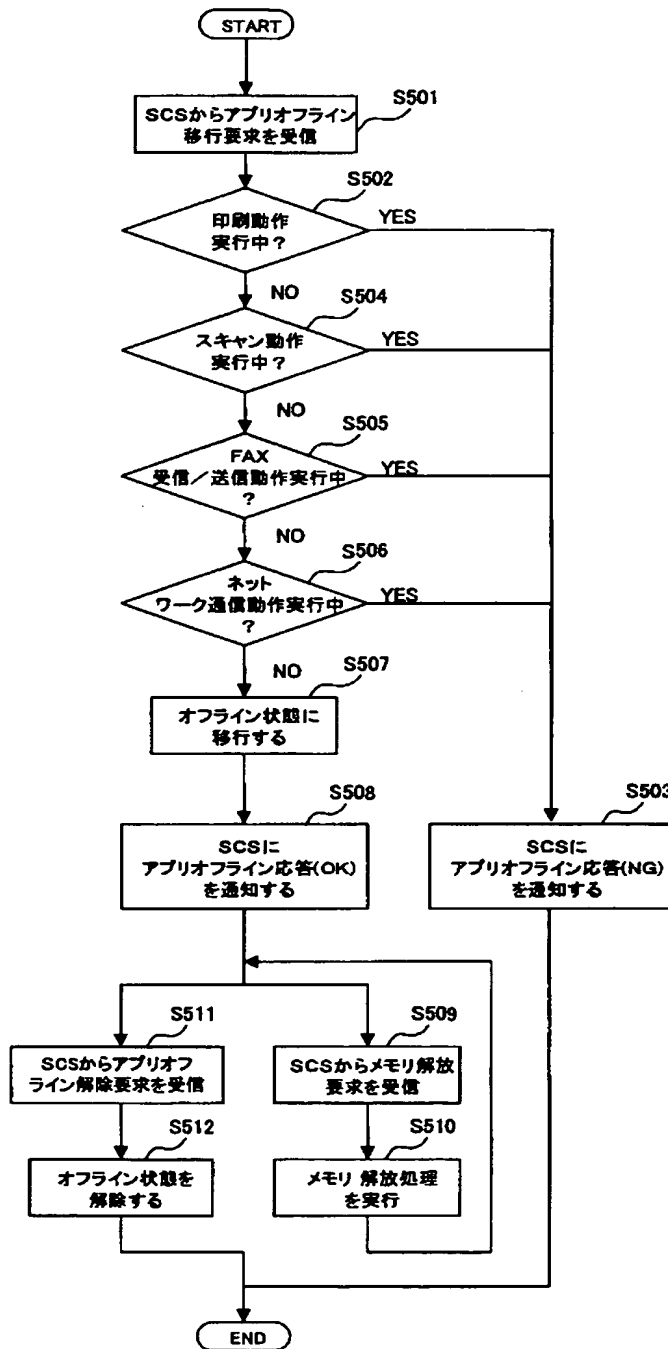 START
S501
SCSからアプリオフライン
移行要求を受信
S502
印刷動作
実行中?
YES
NO
S504
スキャン動作
実行中?
YES
NO
S505
FAX
受信/送信動作実行中
?
YES
NO
S506
ネット
ワーク通信動作実行中
?
YES
NO
S507
オフライン状態に
移行する
S508
SCSに
アプリオフライン応答(OK)
を通知する
S503
SCSに
アプリオフライン応答(NG)
を通知する
S511
SCSからアプリオフ
ライン解除要求を受信
S509
SCSからメモリ解放
要求を受信
S512
オフライン状態を
解除する
S510
メモリ 解放処理
を実行
END